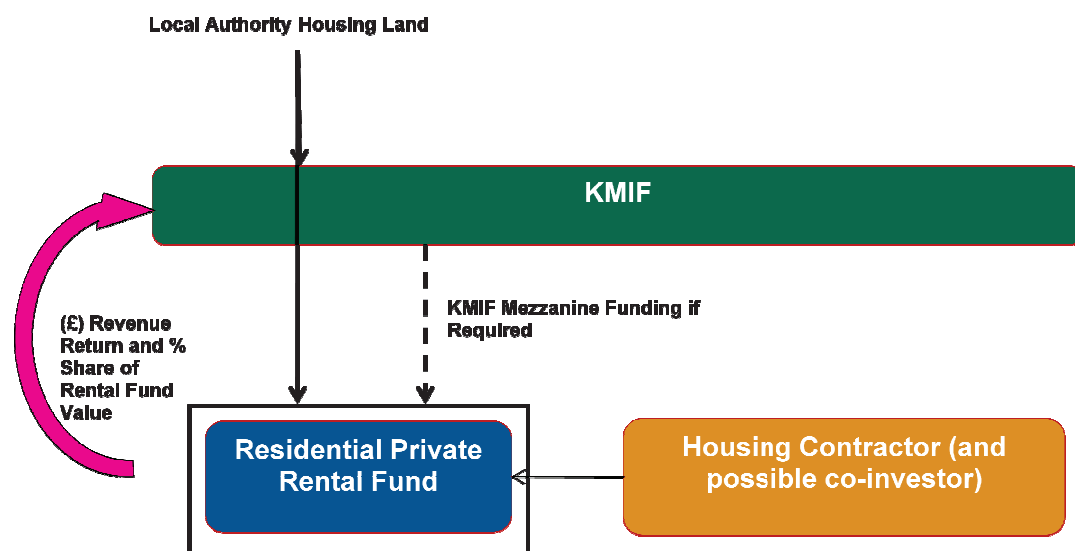 Local Authority Housing Land
KMIF
KMIF Mezzanine Funding if
Required
(£) Revenue
Return and %
Share of
Rental Fund
Value
Residential Private
Rental Fund
Housing Contractor (and
possible co-investor)